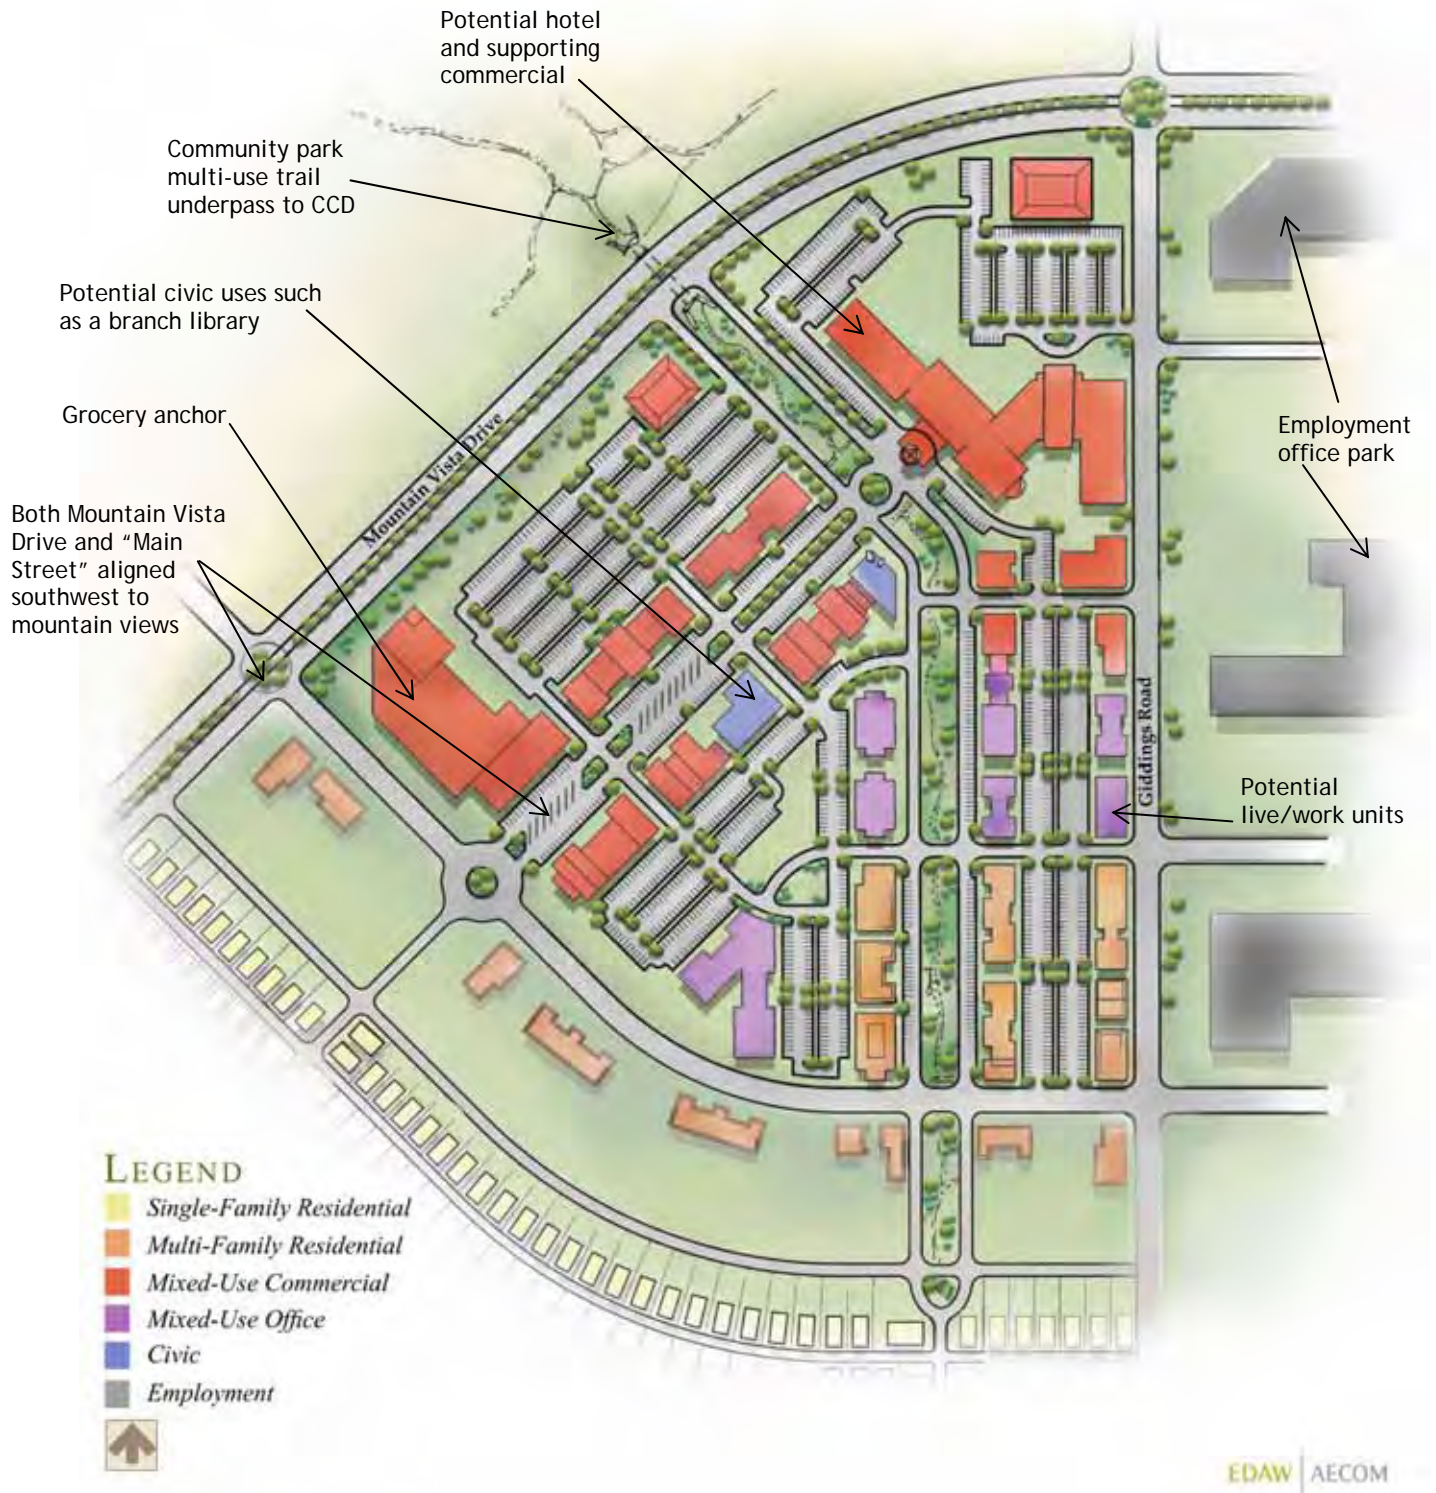 Potential hotel
and supporting
commercial
Community park
multi-use trail
underpass to CCD
Potential civic uses such
as a branch library
Grocery anchor
Both Mountain Vista
Drive and “Main
Street” aligned
southwest to
mountain views
Mountain Vista Drive
Employment
office park
Giddings Road
Potential
live/work units
LEGEND
Single-Family Residential
Multi-Family Residential
Mixed-Use Commercial
Mixed-Use Office
Civic
Employment
EDAW | AECOM